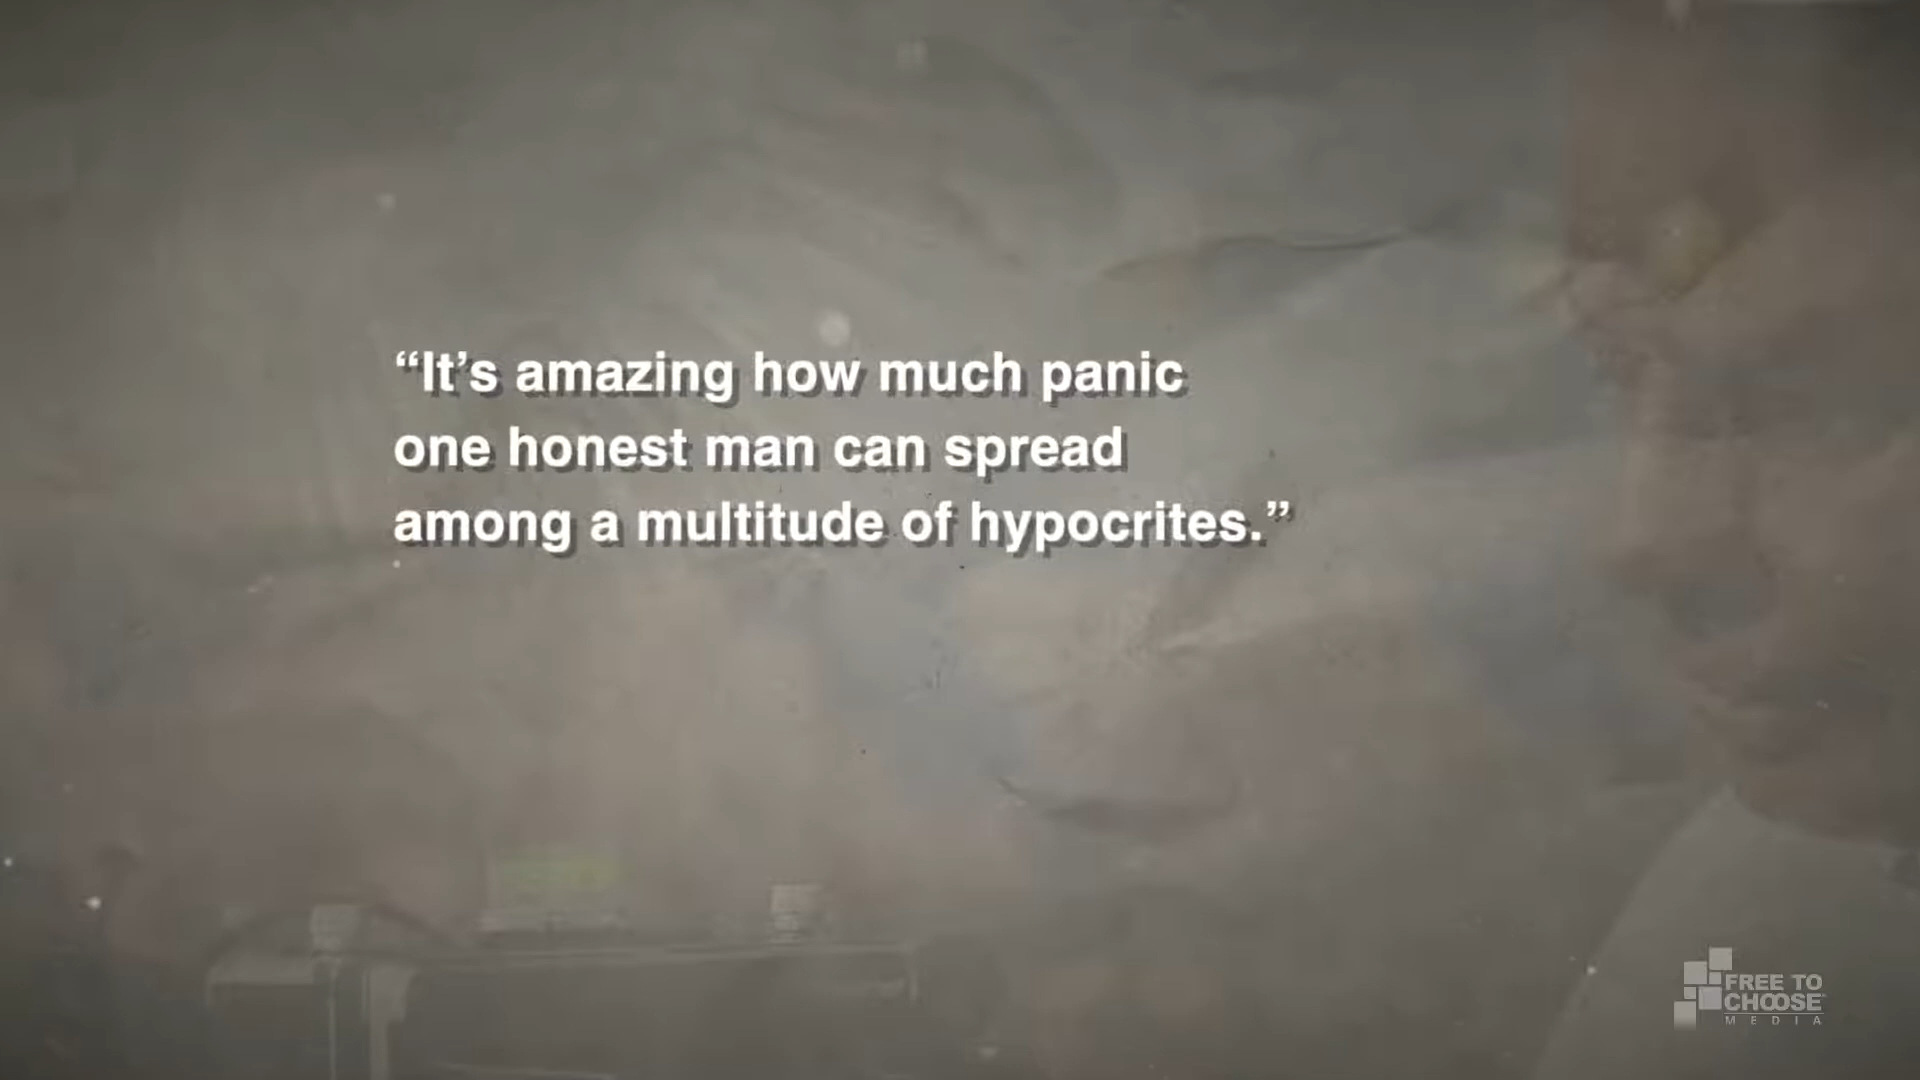 “It’s amazing how much panic
one honest man can spread
among a multitude of hypocrites.”
FREE TO
CHOOSE
MEDIA